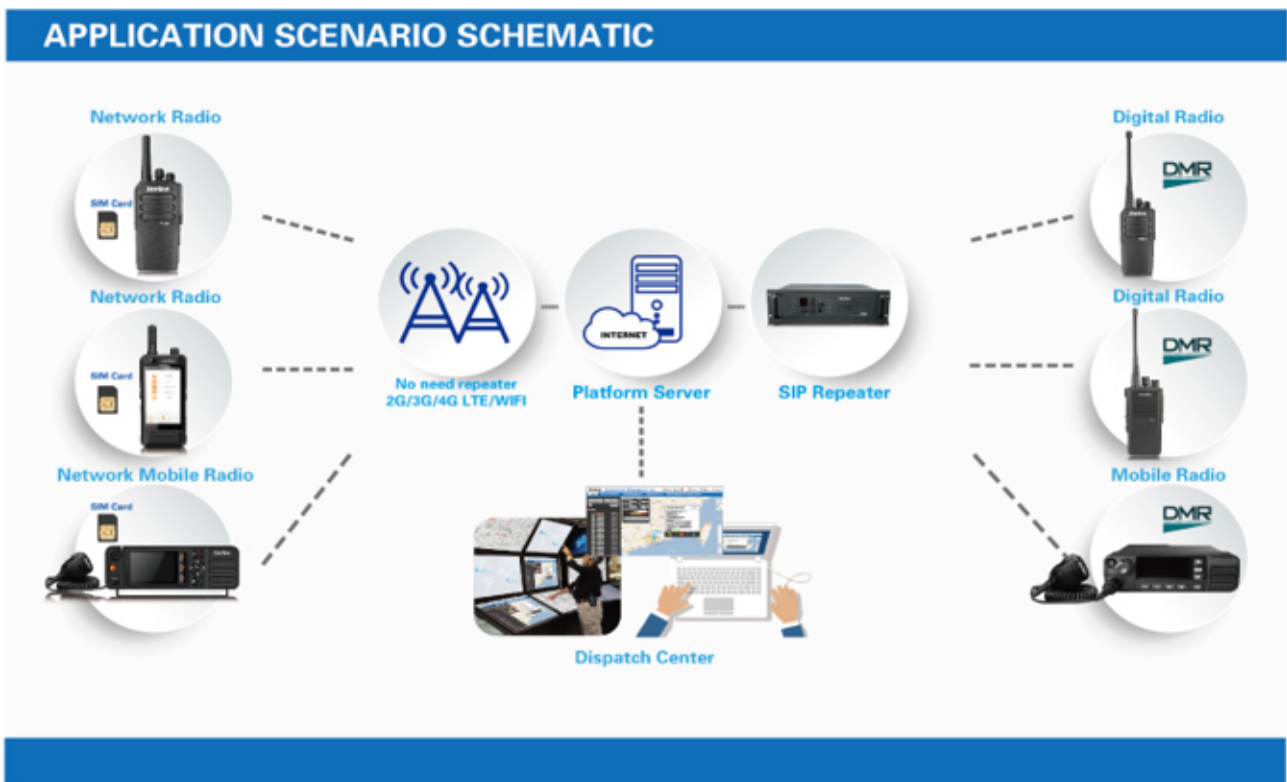 APPLICATION SCENARIO SCHEMATIC
Network Radio
SIM Card
Network Radio
SIM Card
Network Mobile Radio
SIM Card
No need repeater
2G/3G/4G LTE/WIFI
INTERNET
Platform Server
SIP Repeater
Dispatch Center
Digital Radio
DMR
Digital Radio
DMR
Mobile Radio
DMR